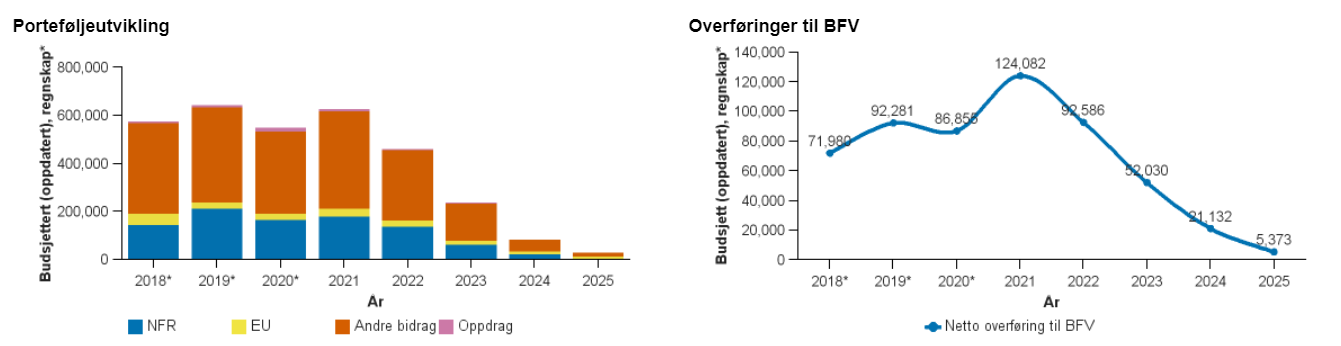 Porteføljeutvikling
Budsjettert (oppdatert), regnskap*
800,000
600,000
400,000
200,000
0
2018* 2019* 2020* 2021 2022 2023 2024 2025
År
NFR EU Andre bidrag Oppdrag
Overføringer til BFV
Budsjett (oppdatert), regnskap*
140,000
120,000
100,000
80,000
60,000
40,000
20,000
0
71,980 92,281 86,855 124,082 92,586 52,030 21,132 5,373
2018* 2019* 2020* 2021 2022 2023 2024 2025
År
Netto overføring til BFV